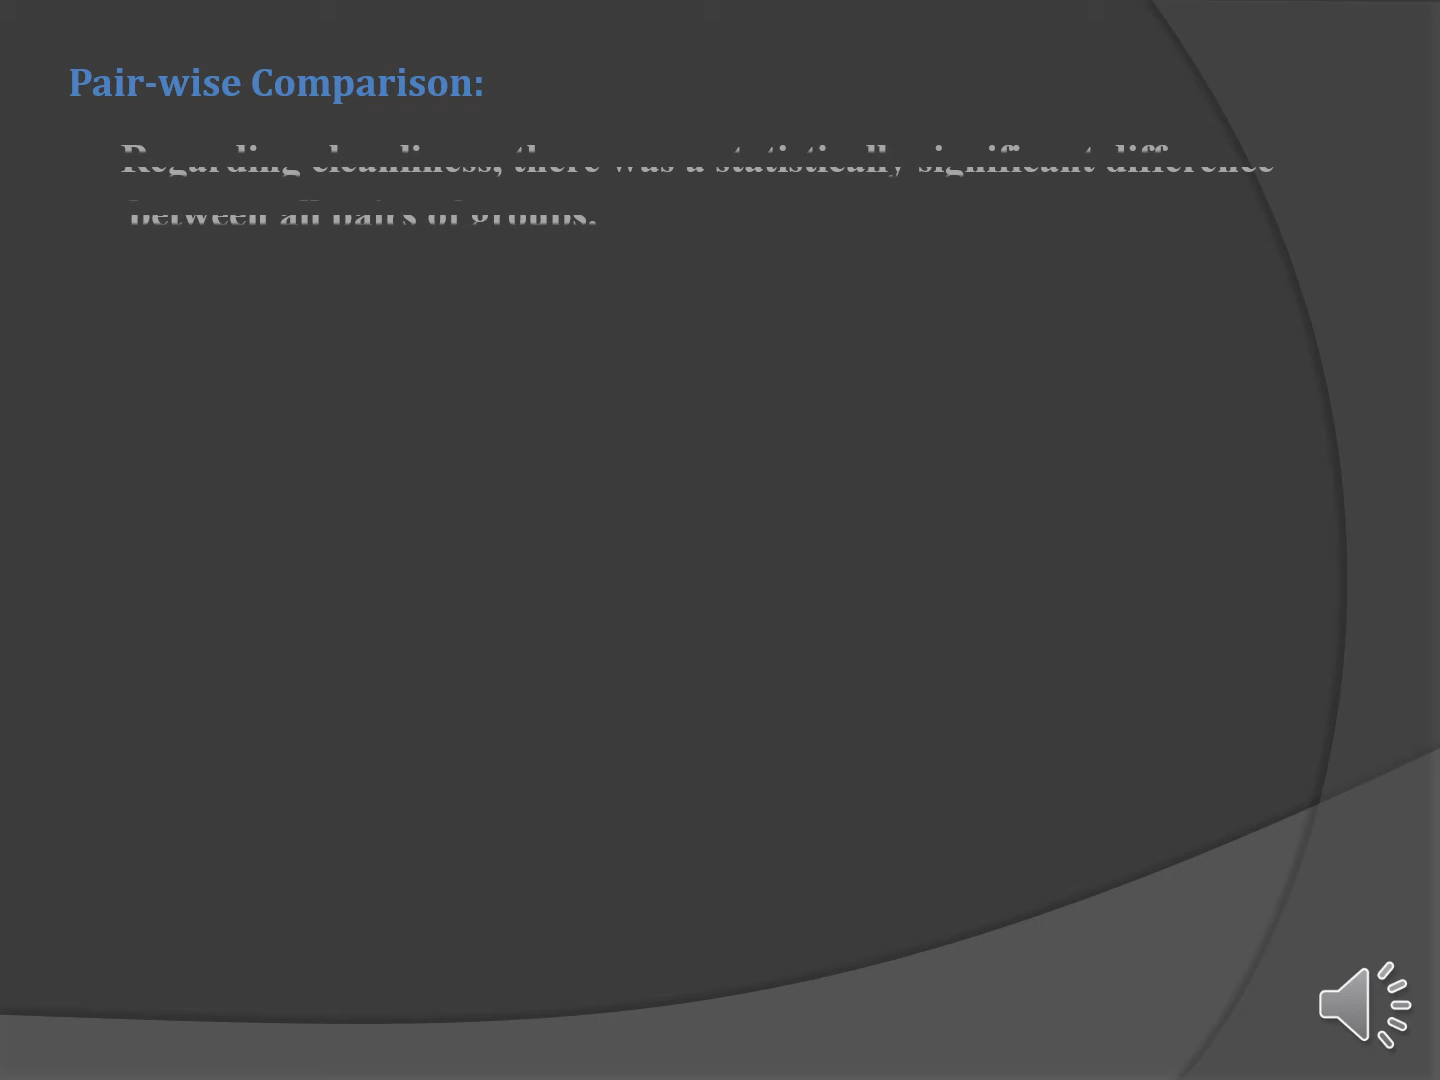 Pair-wise Comparison:
Regarding cleanliness, there was a statistically significant difference
between all pairs of groups.